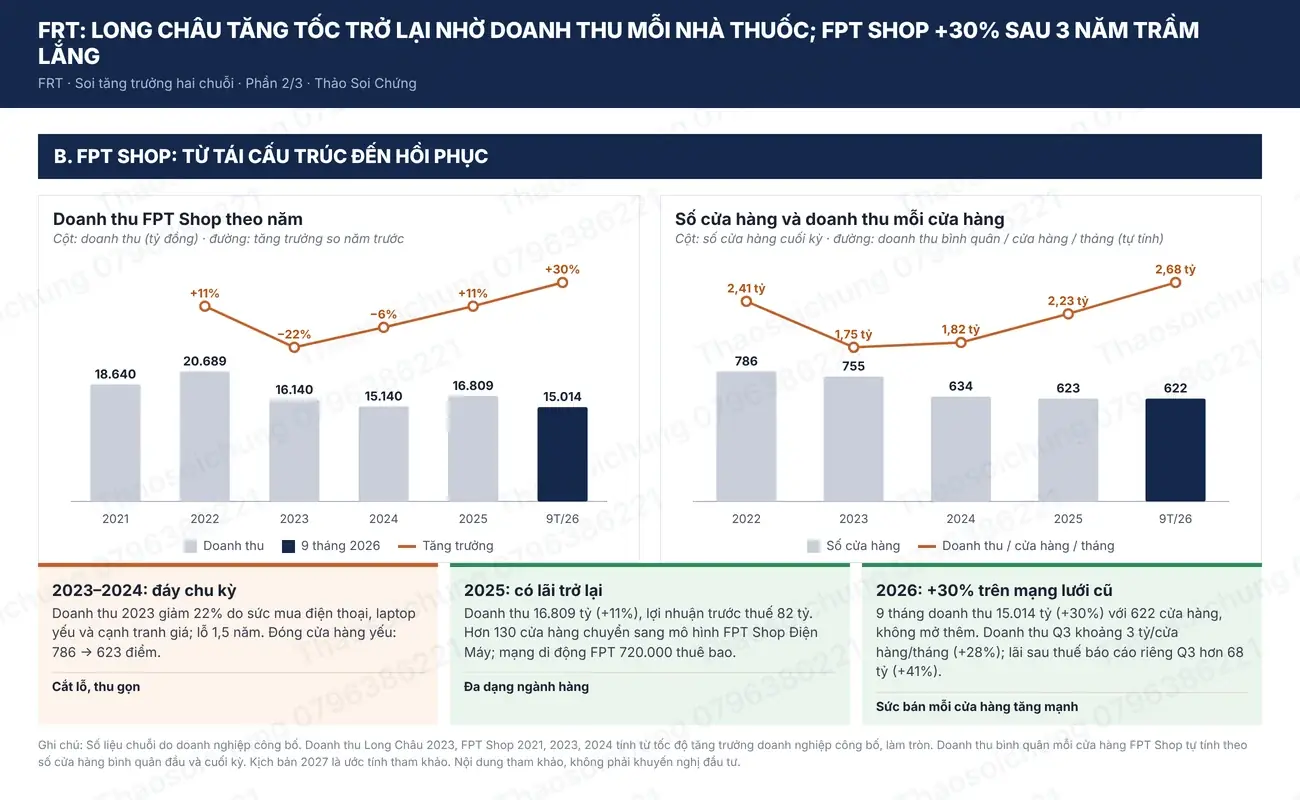 FRT: LONG CHÂU TĂNG TỐC TRỞ LẠI NHỜ DOANH THU MỖI NHÀ THUỐC; FPT SHOP +30% SAU 3 NĂM TRẦM
LẮNG
FRT · Soi tăng trưởng hai chuỗi · Phần 2/3 · Thảo Soi Chứng
B. FPT SHOP: TỪ TÁI CẤU TRÚC ĐẾN HỒI PHỤC
Doanh thu FPT Shop theo năm
Cột: doanh thu (tỷ đồng) · đường: tăng trưởng so năm trước
+11%
−22%
−6%
+11%
+30%
18.640
20.689
16.140
15.140
16.809
15.014
2021
2022
2023
2024
2025
9T/26
Doanh thu
9 tháng 2026
Tăng trưởng
Số cửa hàng và doanh thu mỗi cửa hàng
Cột: số cửa hàng cuối kỳ · đường: doanh thu bình quân / cửa hàng / tháng (tự tính)
2,41 tỷ
1,75 tỷ
1,82 tỷ
2,23 tỷ
2,68 tỷ
786
755
634
623
622
2022
2023
2024
2025
9T/26
Số cửa hàng
Doanh thu / cửa hàng / tháng
2023–2024: đáy chu kỳ
Doanh thu 2023 giảm 22% do sức mua điện thoại, laptop
yếu và cạnh tranh giá; lỗ 1,5 năm. Đóng cửa hàng yếu:
786 → 623 điểm.
Cắt lỗ, thu gọn
2025: có lãi trở lại
Doanh thu 16.809 tỷ (+11%), lợi nhuận trước thuế 82 tỷ.
Hơn 130 cửa hàng chuyển sang mô hình FPT Shop Điện
Máy; mạng di động FPT 720.000 thuê bao.
Đa dạng ngành hàng
2026: +30% trên mạng lưới cũ
9 tháng doanh thu 15.014 tỷ (+30%) với 622 cửa hàng,
không mở thêm. Doanh thu Q3 khoảng 3 tỷ/cửa
hàng/tháng (+28%); lãi sau thuế báo cáo riêng Q3 hơn 68
tỷ (+41%).
Sức bán mỗi cửa hàng tăng mạnh
Ghi chú: Số liệu chuỗi do doanh nghiệp công bố. Doanh thu Long Châu 2023, FPT Shop 2021, 2023, 2024 tính từ tốc độ tăng trưởng doanh nghiệp công bố, làm tròn. Doanh thu bình quân mỗi cửa hàng FPT Shop tự tính theo
số cửa hàng bình quân đầu và cuối kỳ. Kịch bản 2027 là ước tính tham khảo. Nội dung tham khảo, không phải khuyến nghị đầu tư.
Thaosoichung 0796386221